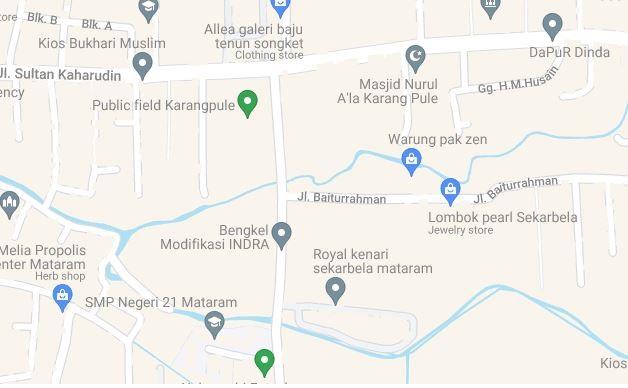 Store
Blk. B
Blk. A
Kios Bukhari Muslim
Allea galeri baju
tenun songket
Clothing store
DaPuR Dinda
Jl. Sultan Kaharudin
ency
Masjid Nurul
A'la Karang Pule
Gg. H.M.Husain
Public field Karangpule
Warung pak zen
Jl. Baiturrahman
Jl. Baiturrahman
Lombok pearl Sekarbela
Jewelry store
Bengkel
Modifikasi INDRA
Melia Propolis
enter Mataram
Herb shop
Royal kenari
sekarbela mataram
SMP Negeri 21 Mataram
Kios